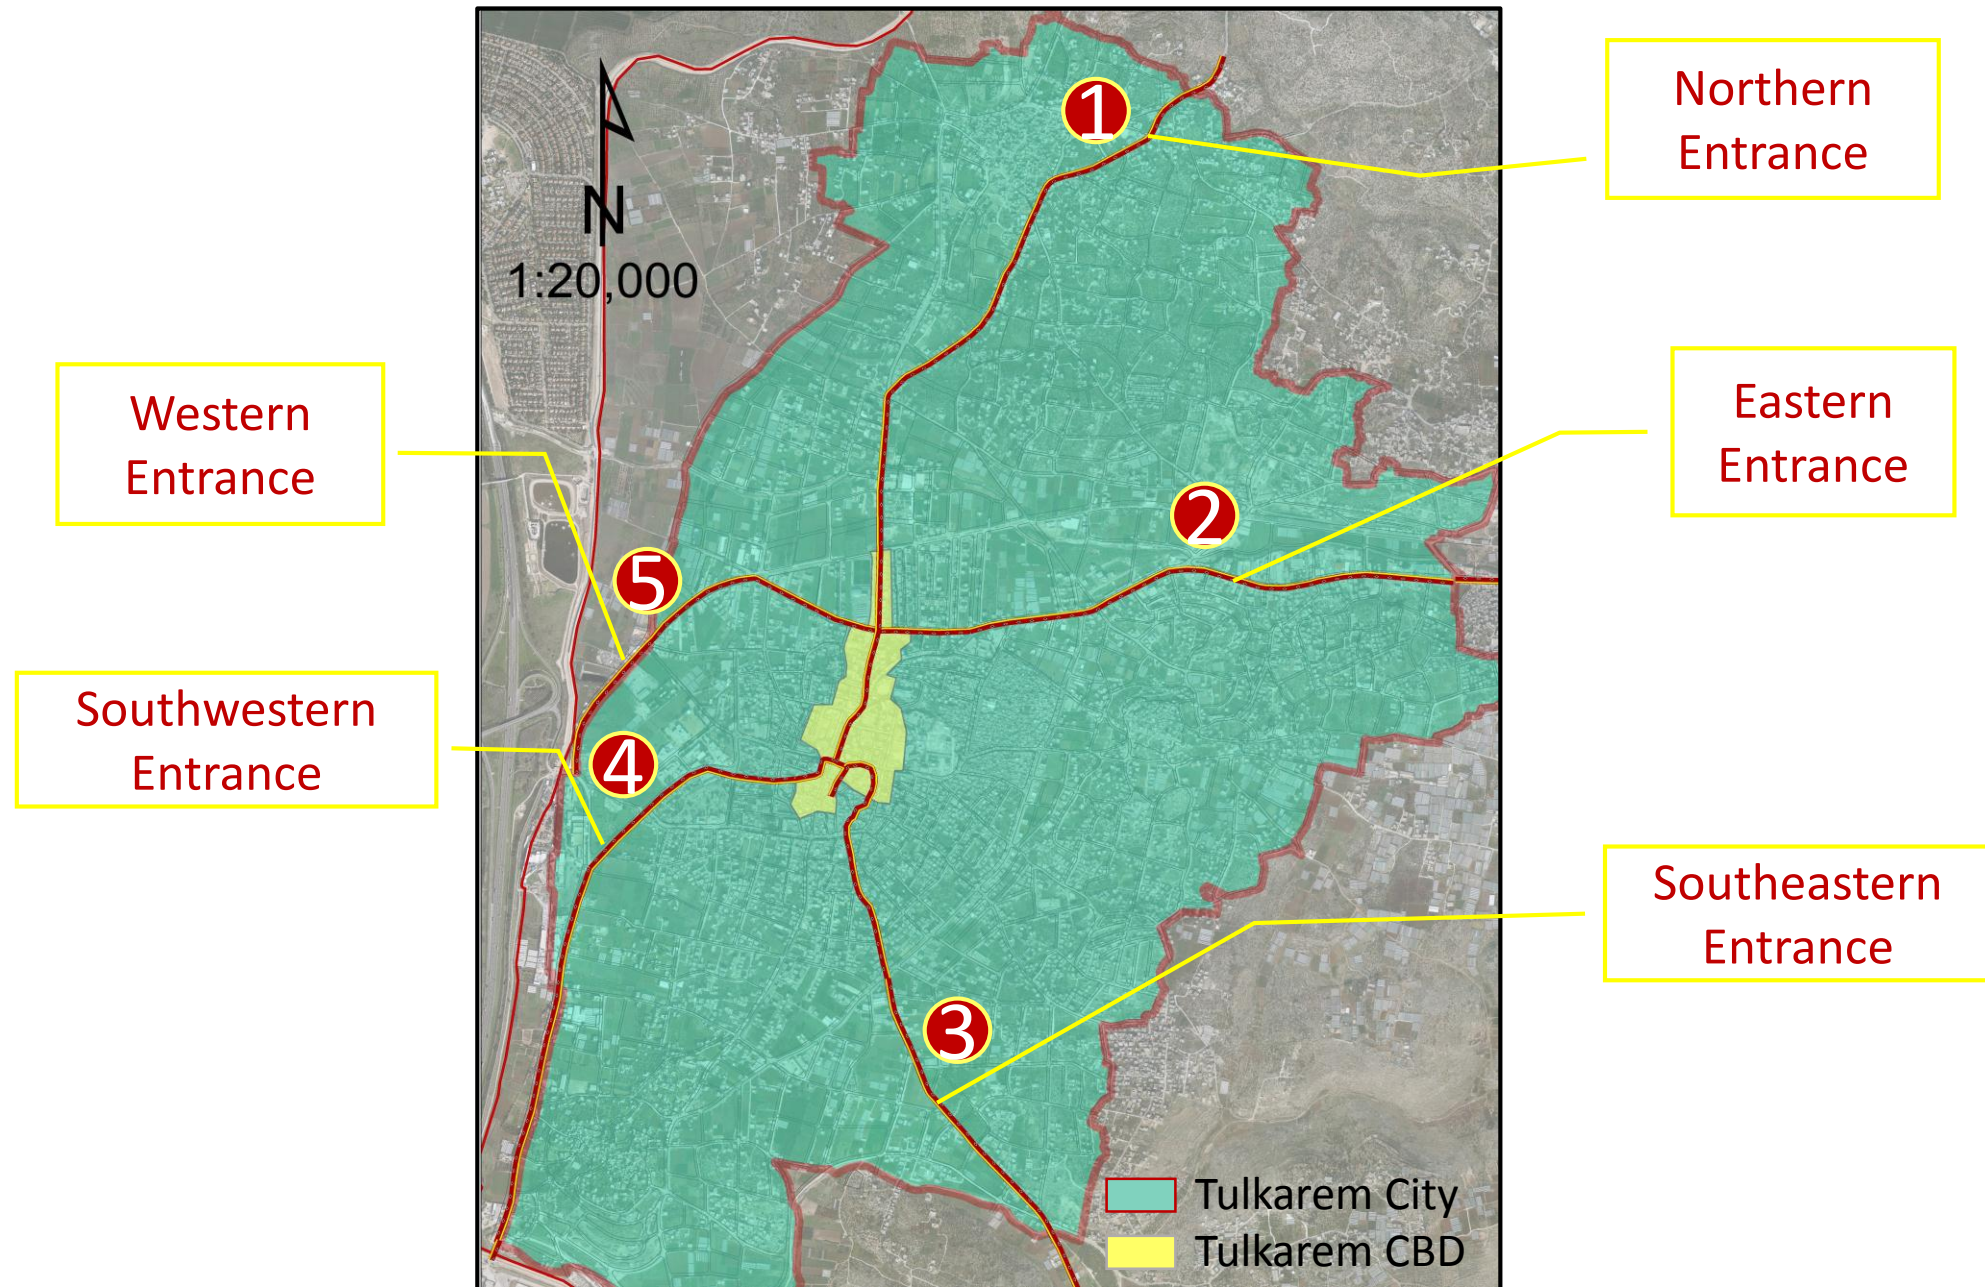 Northern
Entrance
1
N
1:20,000
Western
Entrance
Eastern
Entrance
2
5
Southwestern
Entrance
4
Southeastern
Entrance
3
Tulkarem City
Tulkarem CBD